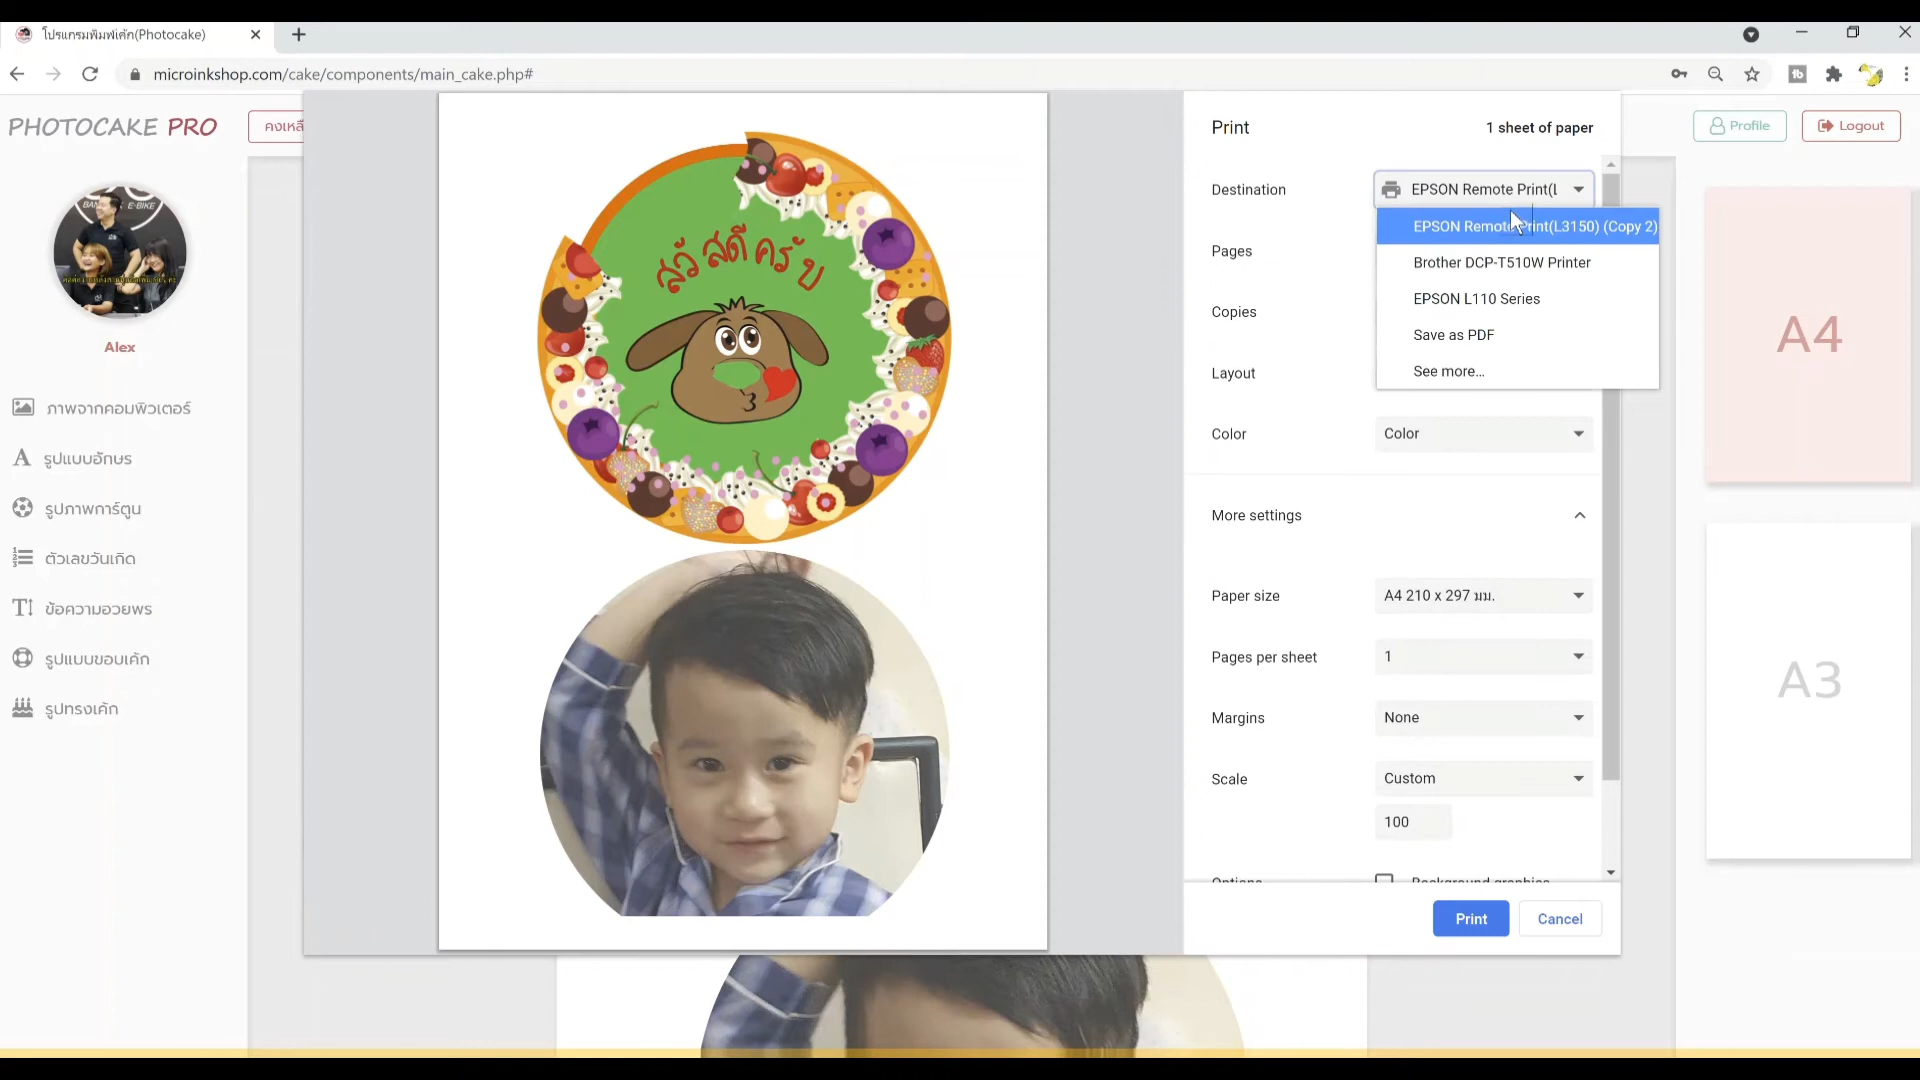 โปรแกรมพิมพ์เค้ก(Photocake)
microinkshop.com/cake/components/main_cake.php#
PHOTOCAKE PRO
คงเหลื
Profile
Logout
Alex
ภาพจากคอมพิวเตอร์
รูปแบบอักษร
รูปภาพการ์ตูน
ตัวเลขวันเกิด
ข้อความอวยพร
รูปแบบขอบเค้ก
รูปทรงเค้ก
สวัสดีครับ
Print
1 sheet of paper
Destination
EPSON Remote Print(L
EPSON Remote Print(L3150) (Copy 2)
Brother DCP-T510W Printer
EPSON L110 Series
Save as PDF
See more...
Pages
Copies
Layout
Color
Color
More settings
Paper size
A4 210 x 297 มม.
Pages per sheet
1
Margins
None
Scale
Custom
100
Options
Background graphics
Print
Cancel
A4
A3